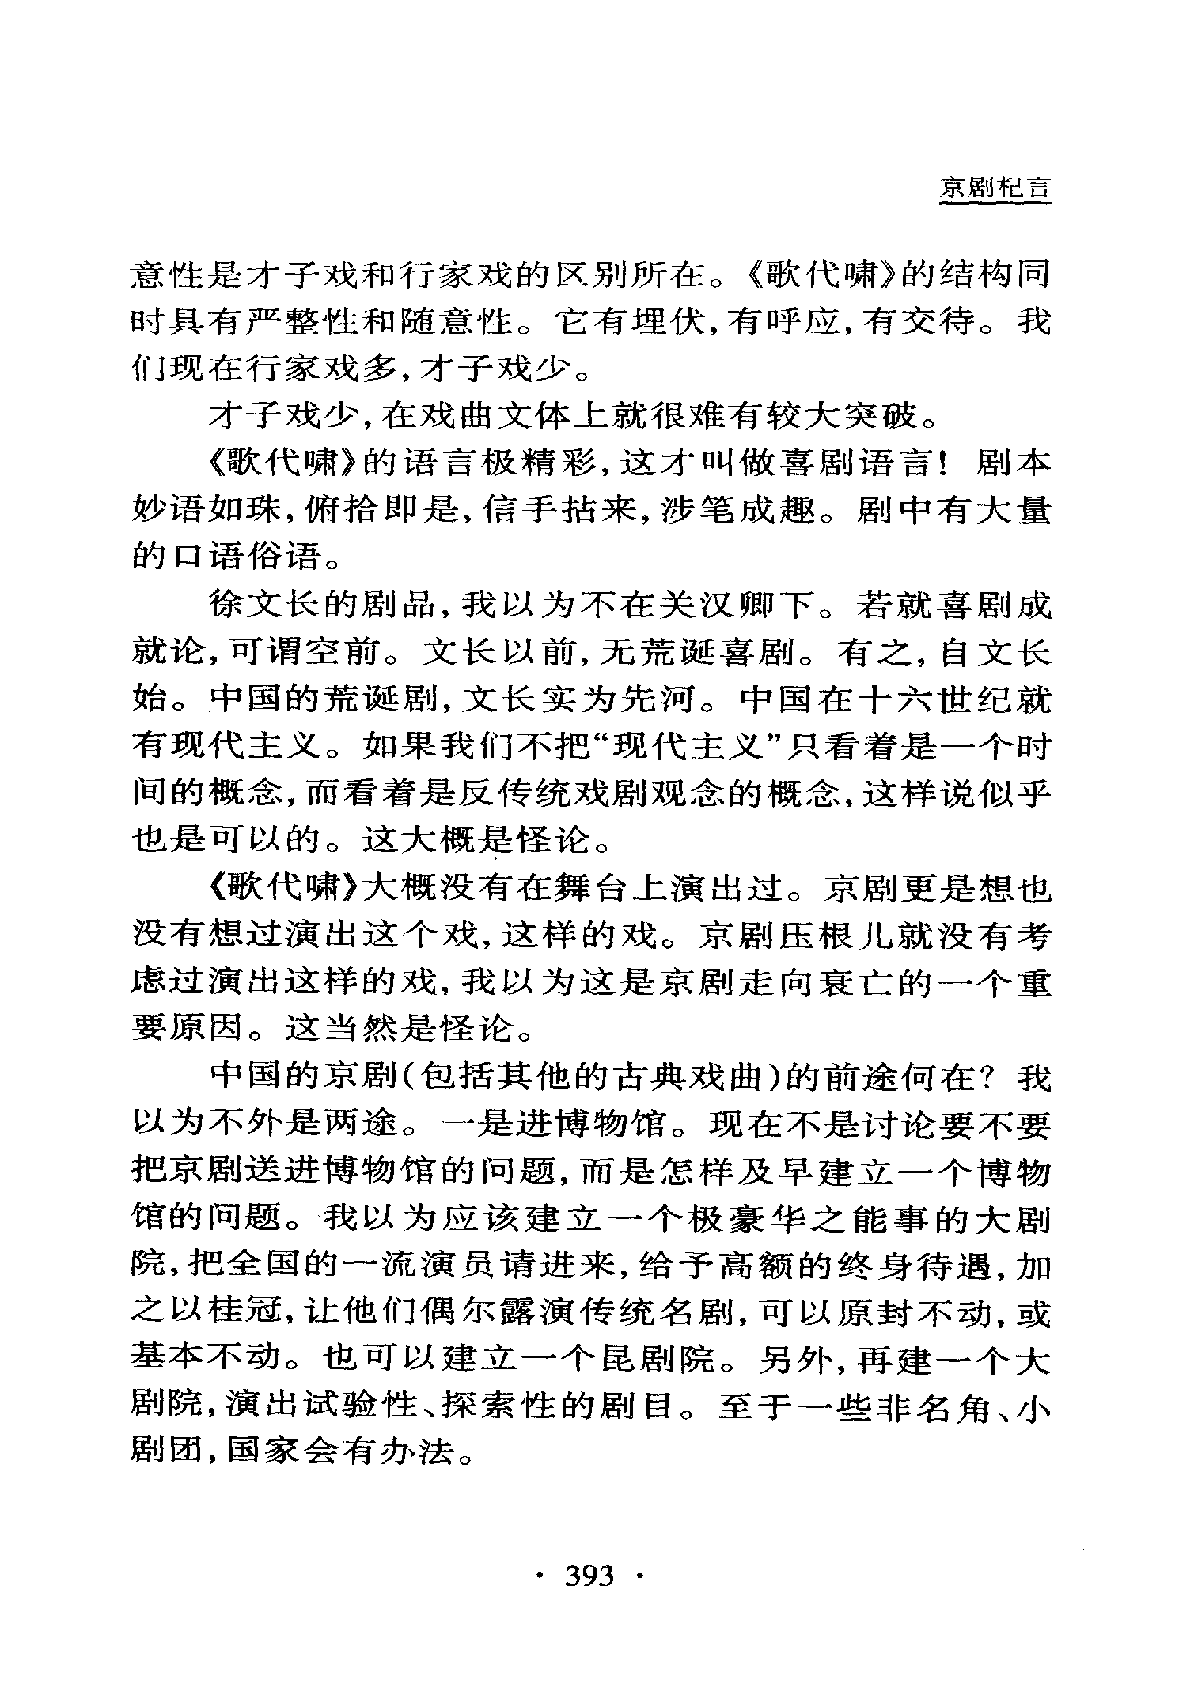 京剧杞言
意性是才子戏和行家戏的区别所在。《歌代啸》的结构同
时具有严整性和随意性。它有埋伏,有呼应,有交待。我
们现在行家戏多,才子戏少。
才子戏少,在戏曲文体上就很难有较大突破。
《歌代啸》的语言极精彩,这才叫做喜剧语言!剧本
妙语如珠,俯拾即是,信手拈来,涉笔成趣。剧中有大量
的口语俗语。
徐文长的剧品,我以为不在关汉卿下。若就喜剧成
就论,可谓空前。文长以前,无荒诞喜剧。有之,自文长
始。中国的荒诞剧,文长实为先河。中国在十六世纪就
有现代主义。如果我们不把“现代主义”只看着是一个时
间的概念,而看着是反传统戏剧观念的概念,这样说似乎
也是可以的。这大概是怪论。
《歌代啸》大概没有在舞台上演出过。京剧更是想也
没有想过演出这个戏,这样的戏。京剧压根儿就没有考
虑过演出这样的戏,我以为这是京剧走向衰亡的一个重
要原因。这当然是怪论。
中国的京剧(包括其他的古典戏曲)的前途何在?我
以为不外是两途。一是进博物馆。现在不是讨论要不要
把京剧送进博物馆的问题,而是怎样及早建立一个博物
馆的问题。我以为应该建立一个极豪华之能事的大剧
院,把全国的一流演员请进来,给予高额的终身待遇,加
之以桂冠,让他们偶尔露演传统名剧,可以原封不动,或
基本不动。也可以建立一个昆剧院。另外,再建一个大
剧院,演出试验性、探索性的剧目。至于一些非名角、小
剧团,国家会有办法。
· 393 ·